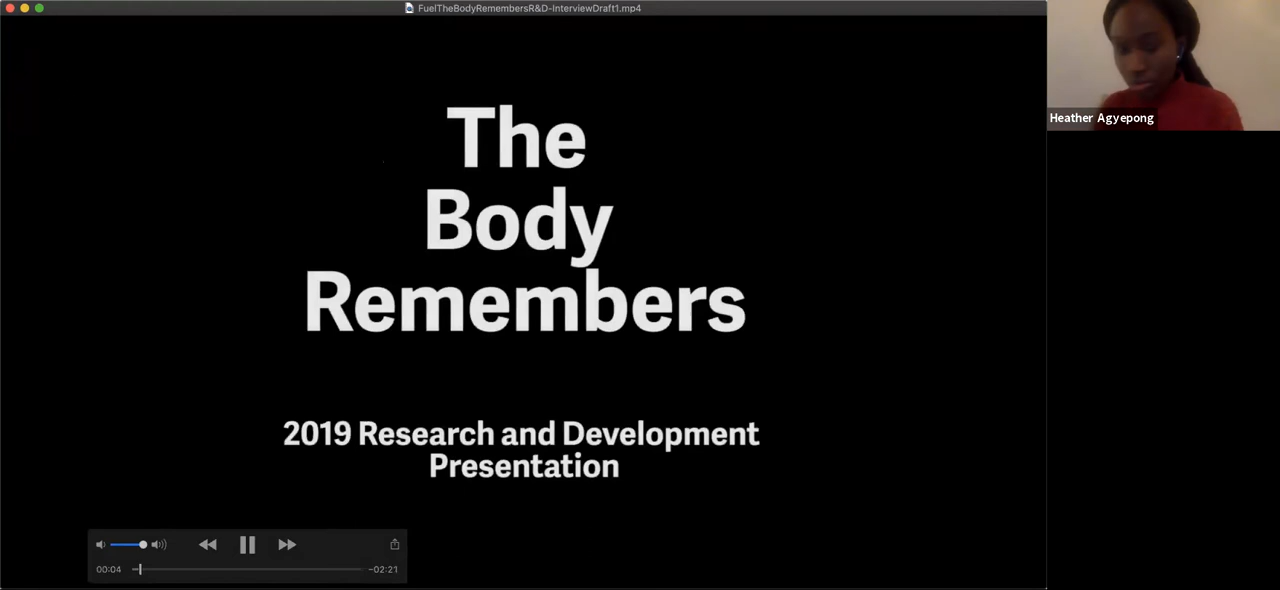 FuelTheBodyRemembersR&D-InterviewDraft1.mp4
Heather Agyepong
The
Body
Remembers
2019 Research and Development
Presentation
00:04
-02:21